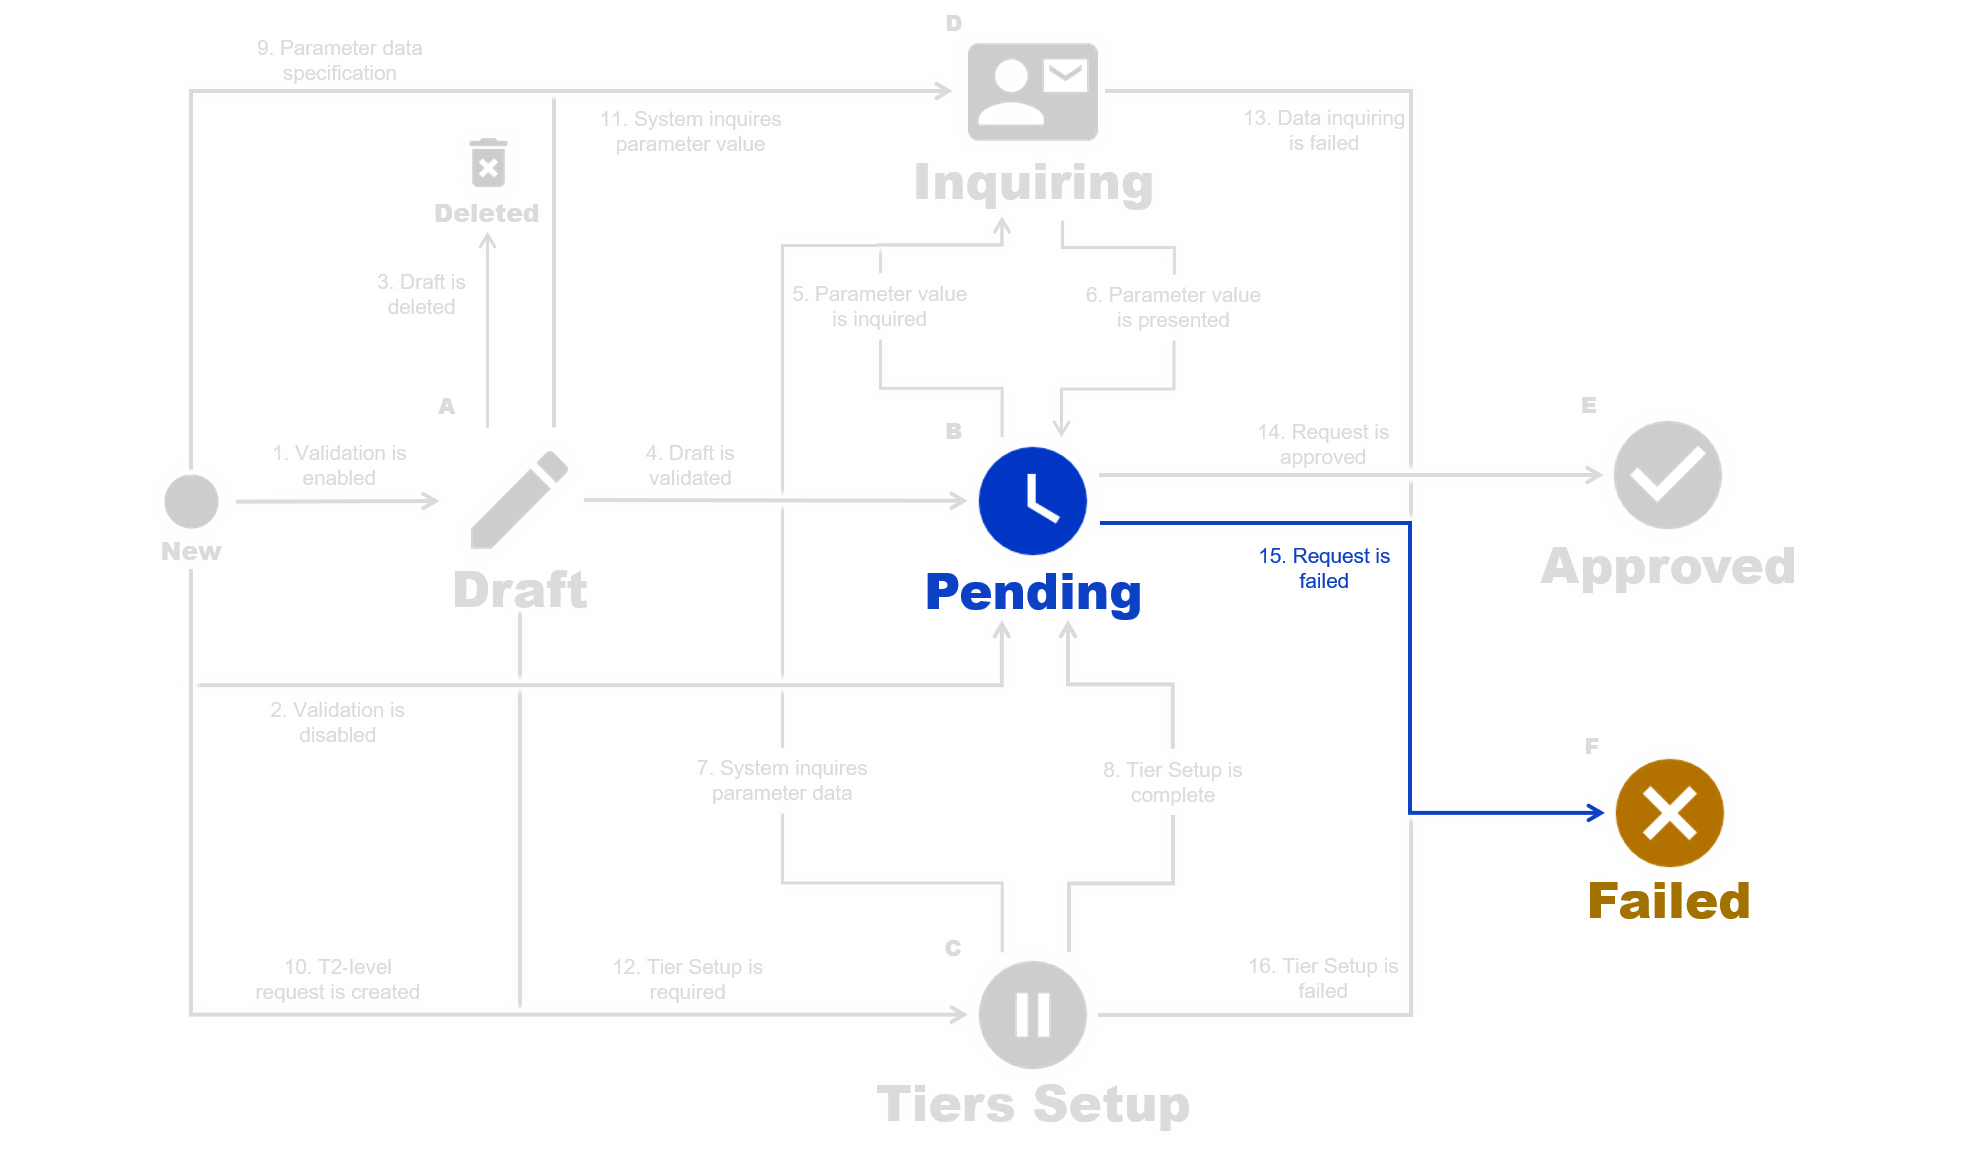 D
9. Parameter data
specification
11. System inquires
parameter value
13. Data inquiring
is failed
Inquiring
Deleted
3. Draft is
deleted
5. Parameter value
is inquired
6. Parameter value
is presented
A
B
E
1. Validation is
enabled
4. Draft is
validated
14. Request is
approved
New
Draft
Pending
15. Request is
failed
Approved
2. Validation is
disabled
7. System inquires
parameter data
8. Tier Setup is
complete
F
Failed
C
10. T2-level
request is created
12. Tier Setup is
required
16. Tier Setup is
failed
Tiers Setup